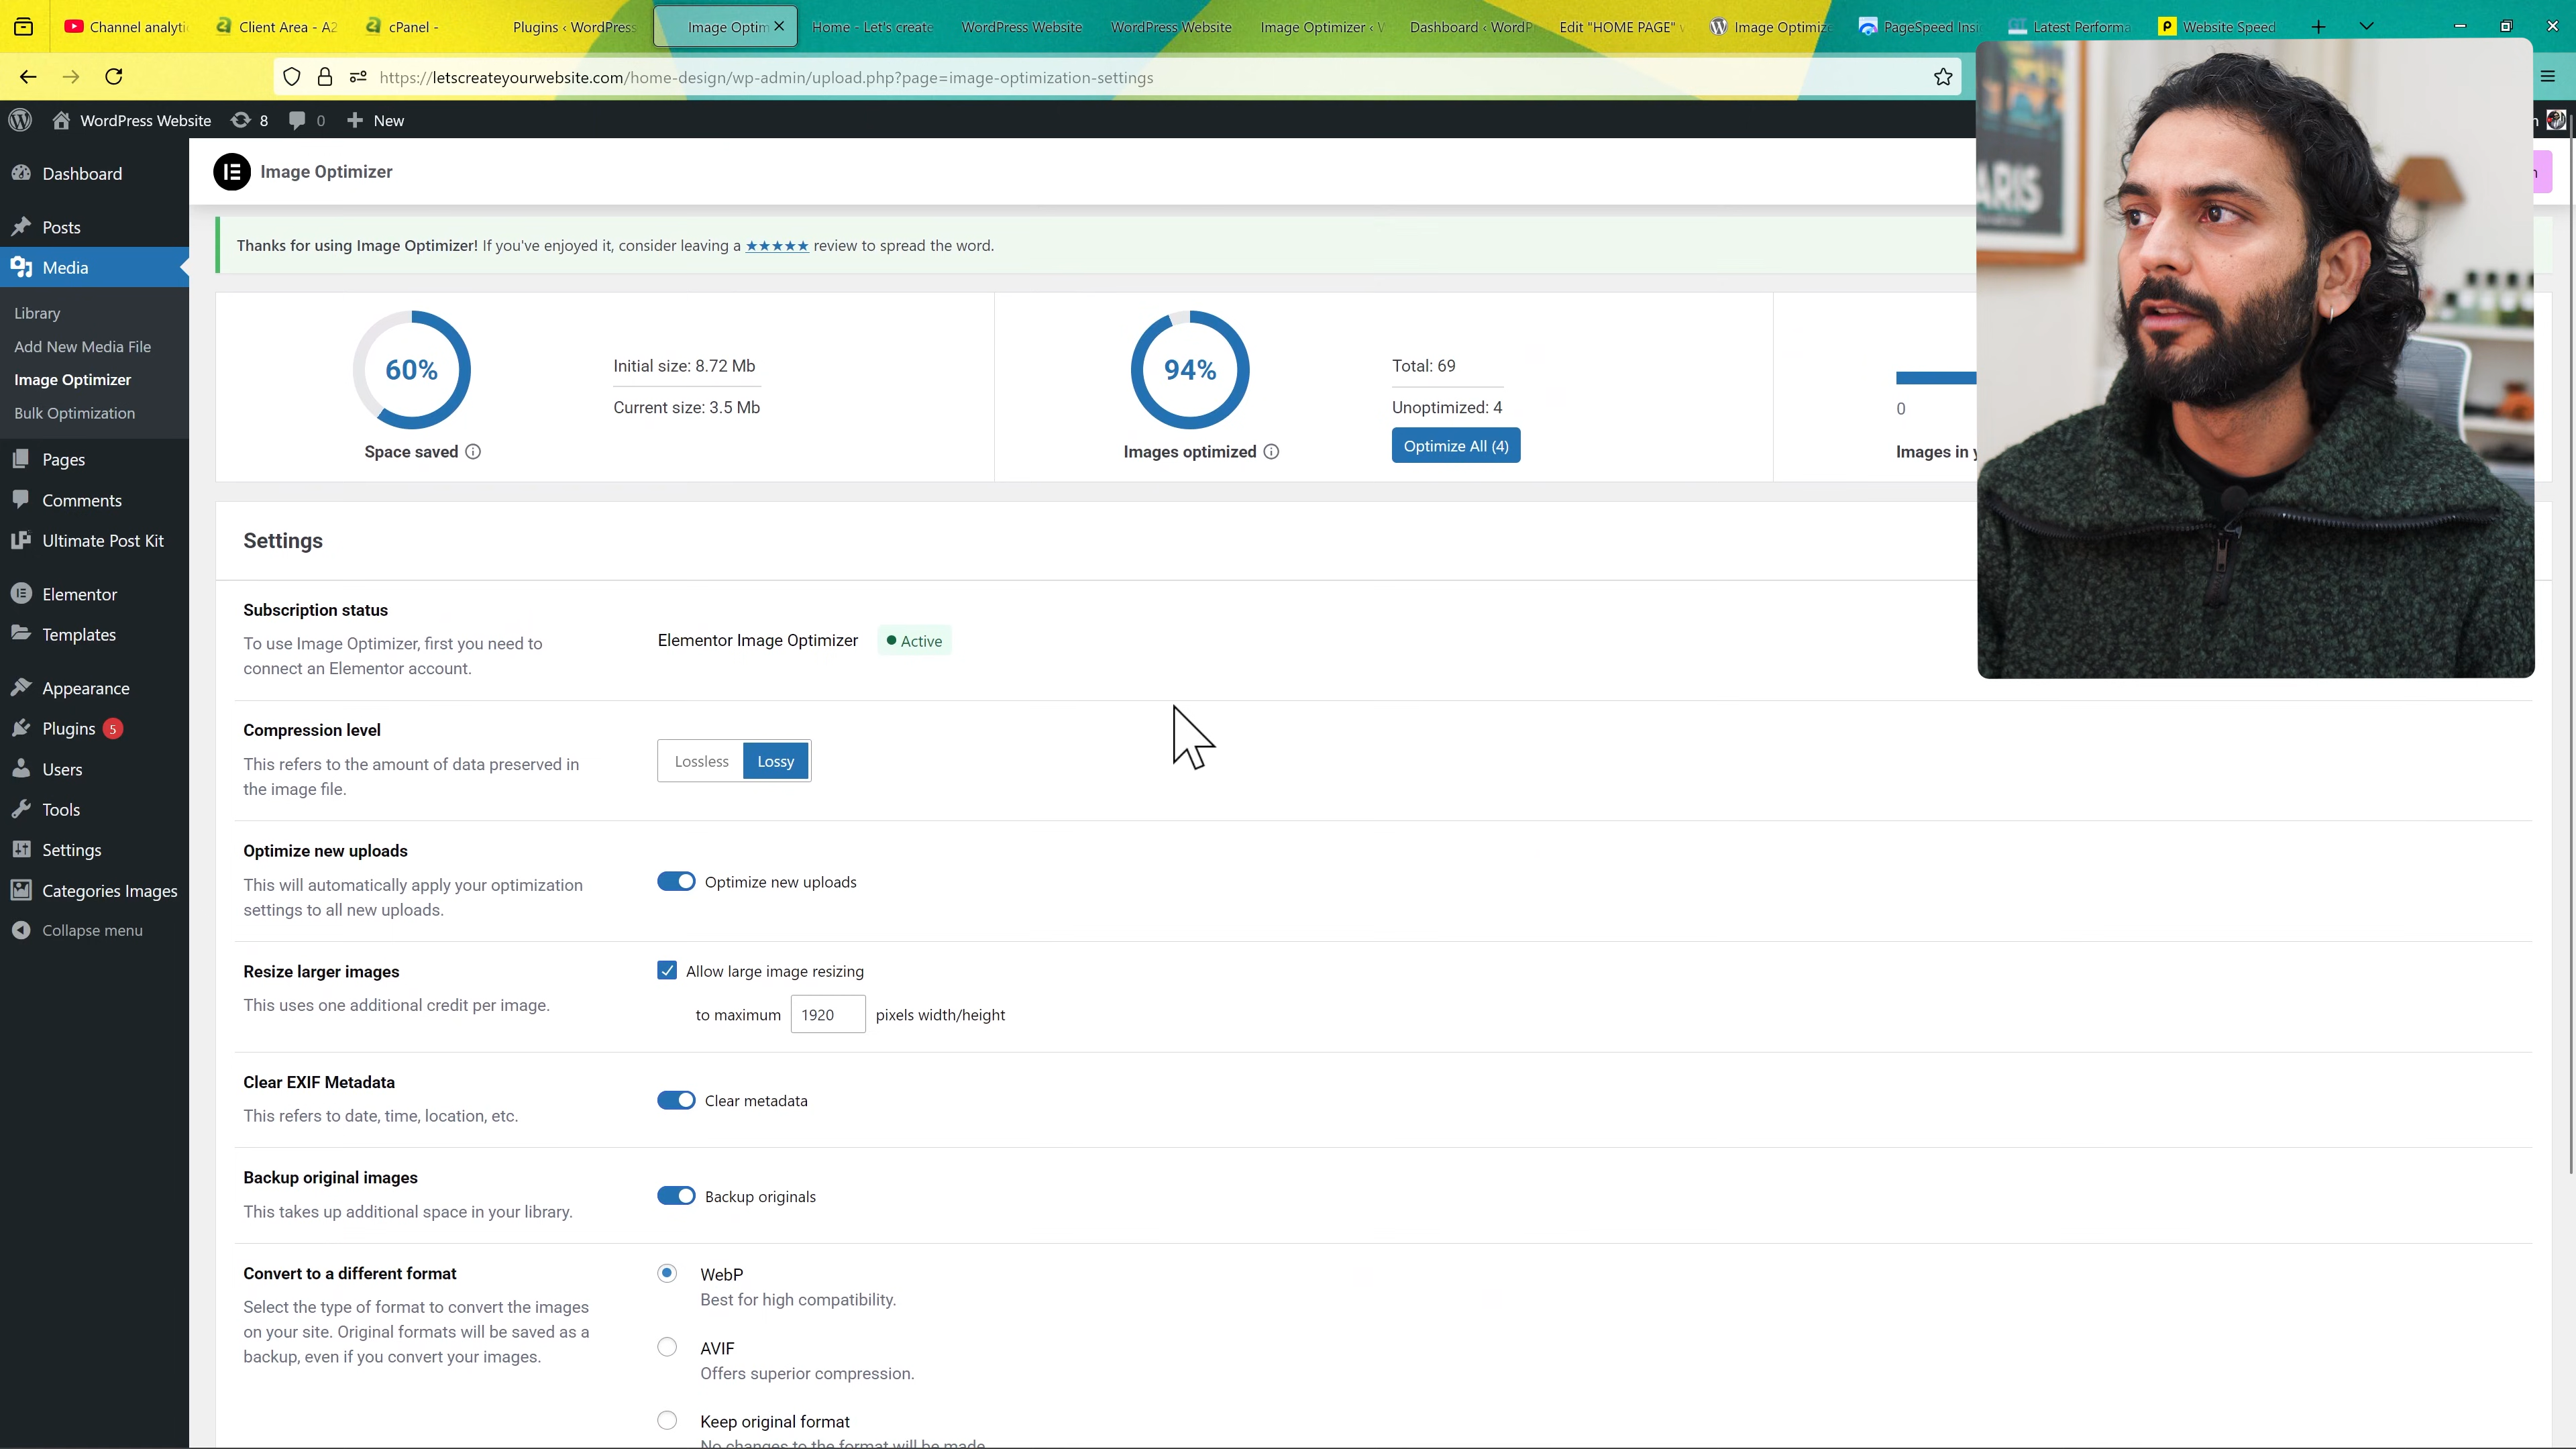 Channel analytic
Client Area - A2
cPanel -
Plugins ‹ WordPress
Image Optim
Home - Let's create
WordPress Website
WordPress Website
Image Optimizer ‹ V
Dashboard ‹ WordP
Edit "HOME PAGE"
Image Optimize
PageSpeed Insi
Latest Performa
Website Speed
https://letscreateyourwebsite.com/home-design/wp-admin/upload.php?page=image-optimization-settings
WordPress Website 8 0 New
Dashboard
Posts
Media
Library
Add New Media File
Image Optimizer
Bulk Optimization
Pages
Comments
Ultimate Post Kit
Elementor
Templates
Appearance
Plugins 5
Users
Tools
Settings
Categories Images
Collapse menu
Image Optimizer
Thanks for using Image Optimizer! If you've enjoyed it, consider leaving a ★★★★★ review to spread the word.
60%
Space saved
Initial size: 8.72 Mb
Current size: 3.5 Mb
94%
Images optimized
Total: 69
Unoptimized: 4
Optimize All (4)
0
Images in
ARIS
Settings
Subscription status
To use Image Optimizer, first you need to
connect an Elementor account.
Elementor Image Optimizer Active
Compression level
This refers to the amount of data preserved in
the image file.
Lossless Lossy
Optimize new uploads
This will automatically apply your optimization
settings to all new uploads.
Optimize new uploads
Resize larger images
This uses one additional credit per image.
Allow large image resizing
to maximum 1920 pixels width/height
Clear EXIF Metadata
This refers to date, time, location, etc.
Clear metadata
Backup original images
This takes up additional space in your library.
Backup originals
Convert to a different format
Select the type of format to convert the images
on your site. Original formats will be saved as a
backup, even if you convert your images.
WebP
Best for high compatibility.
AVIF
Offers superior compression.
Keep original format
No changes to the format will be made